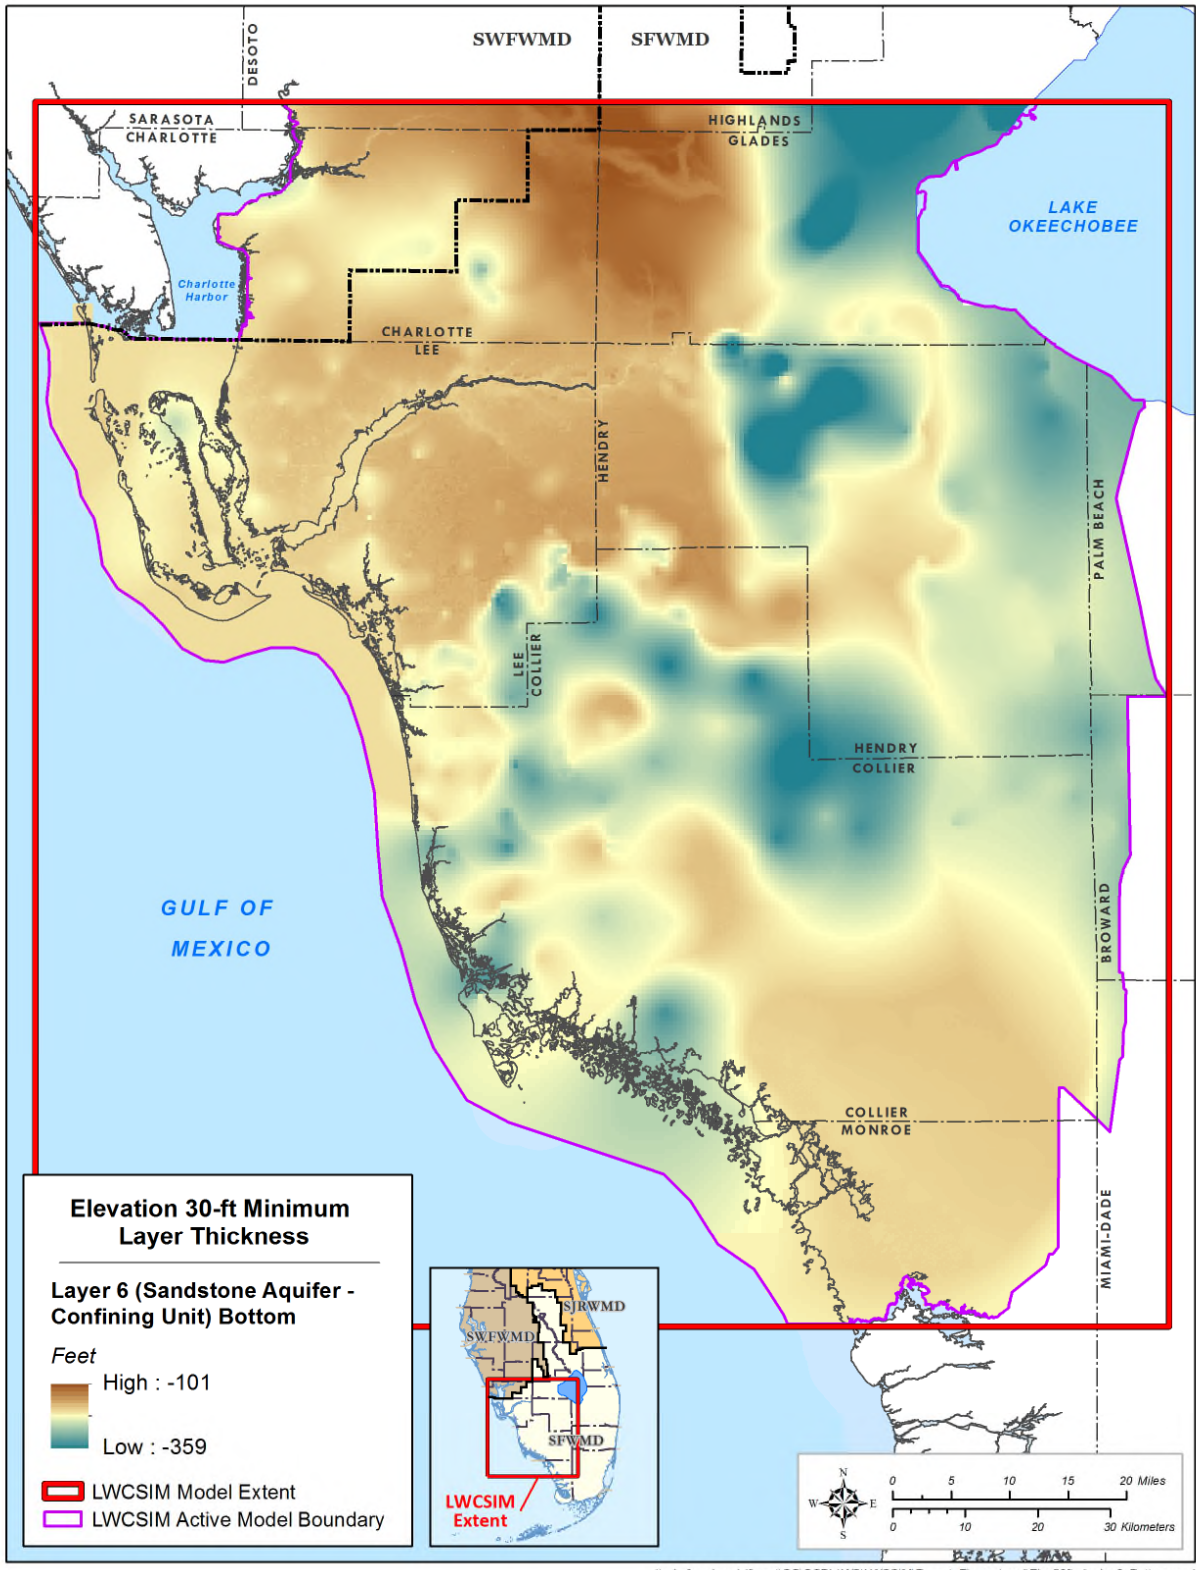 SWFWMD
SFWMD
DESOTO
SARASOTA
CHARLOTTE
HIGHLANDS
GLADES
LAKE
OKEECHOBEE
Charlotte
Harbor
CHARLOTTE
LEE
HENDRY
PALM BEACH
LEE
COLLIER
HENDRY
COLLIER
GULF OF
MEXICO
BROWARD
COLLIER
MONROE
MIAMI-DADE
Elevation 30-ft Minimum
Layer Thickness
Layer 6 (Sandstone Aquifer -
Confining Unit) Bottom
Feet
High : -101
Low : -359
LWCSIM Model Extent
LWCSIM Active Model Boundary
SJRWMD
SWFWMD
SFWMD
LWCSIM
Extent
N
W E
S
0 5 10 15 20 Miles
0 10 20 30 Kilometers